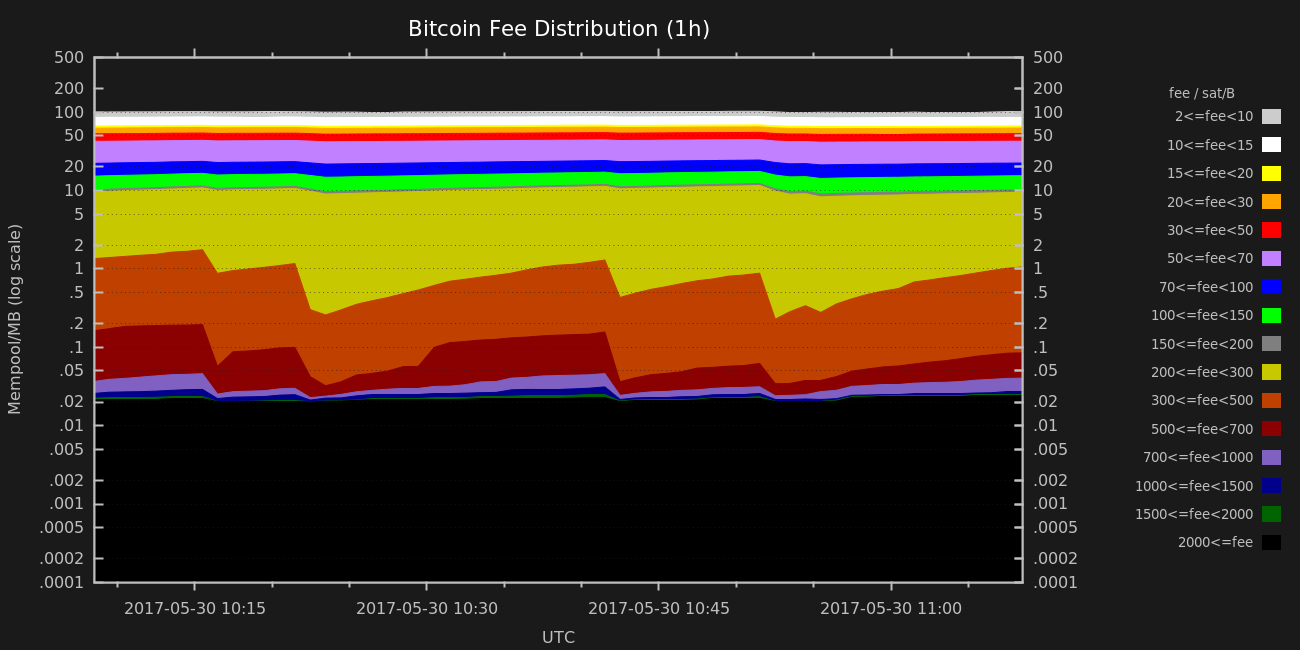 Bitcoin Fee Distribution (1h)
500 500
200 200
100 100
50 50
20 20
10 10
5 5
2 2
1 1
.5 .5
.2 .2
.1 .1
.05 .05
.02 .02
.01 .01
.005 .005
.002 .002
.001 .001
.0005 .0005
.0002 .0002
.0001 .0001
Mempool/MB (log scale)
2017-05-30 10:15 2017-05-30 10:30 2017-05-30 10:45 2017-05-30 11:00
UTC
fee / sat/B
2<=fee<10
10<=fee<15
15<=fee<20
20<=fee<30
30<=fee<50
50<=fee<70
70<=fee<100
100<=fee<150
150<=fee<200
200<=fee<300
300<=fee<500
500<=fee<700
700<=fee<1000
1000<=fee<1500
1500<=fee<2000
2000<=fee